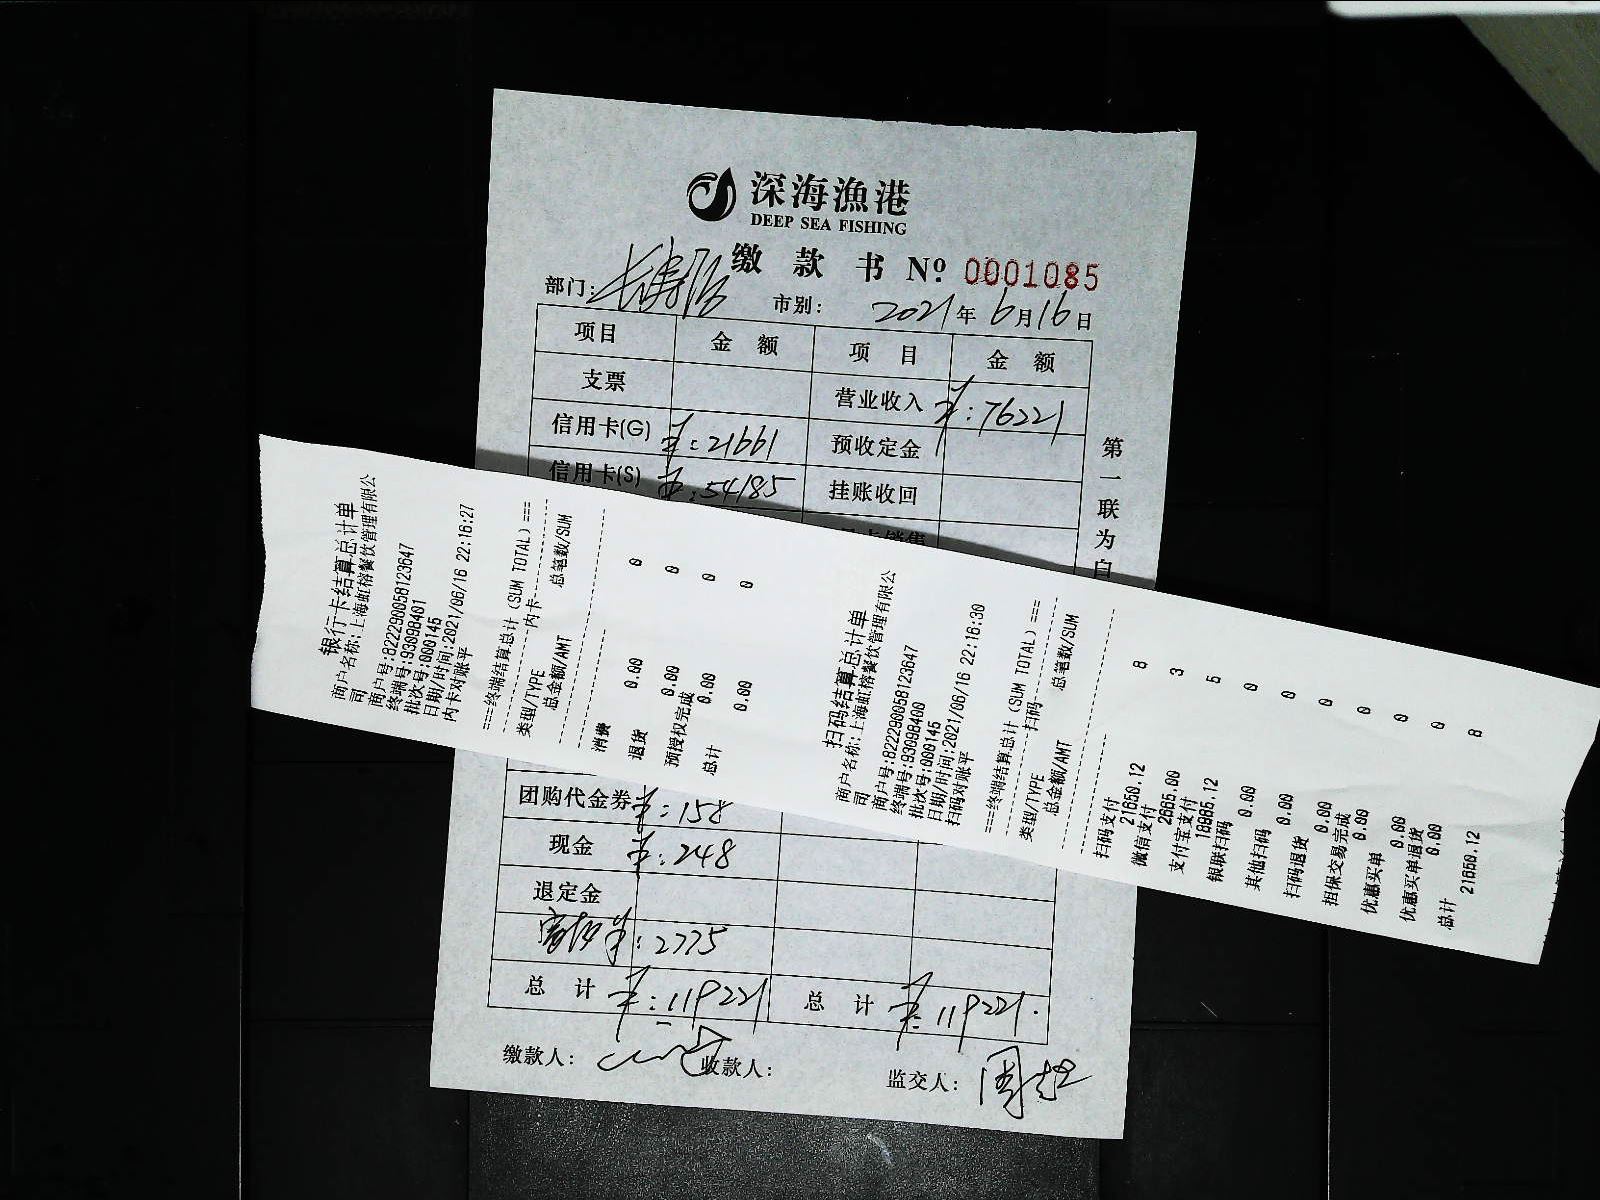 深海漁港
DEEP SEA FISHING
缴 款 书 Nº 0001085
部门: 长寿店 市别: 2021年6月16日
项目 金 额 项 目 金 额
支票 营业收入 ¥:76221
信用卡(G) ¥:21661 预收定金
信用卡(S) ¥:54185 挂账收回
团购代金券 ¥:158
现金 ¥:248
退定金
¥:2775
总 计 ¥:119221 总 计 ¥:119221.
缴款人: 收款人: 监交人:
第一联为白
银行卡结算总计单
商户名称:上海虹榕餐饮管理有限公
司
商户号:822290058123647
终端号:93098401
批次号:000145
日期/时间:2021/06/16 22:16:27
内卡对账平
===终端结算总计(SUM TOTAL)===
内卡
类型/TYPE 总笔数/SUM
总金额/AMT
消费 0
0.00
退货 0
0.00
预授权完成 0
0.00
总计 0
0.00
扫码结算总计单
商户名称:上海虹榕餐饮管理有限公
司
商户号:822290058123647
终端号:93098400
批次号:000145
日期/时间:2021/06/16 22:16:30
扫码对账平
===终端结算总计(SUM TOTAL)===
扫码
类型/TYPE 总笔数/SUM
总金额/AMT
扫码支付 8
21650.12
微信支付 3
2665.00
支付宝支付 5
18985.12
银联扫码 0
0.00
其他扫码 0
0.00
扫码退货 0
0.00
担保交易完成 0
0.00
优惠买单 0
0.00
优惠买单退货 0
0.00
总计 8
21650.12